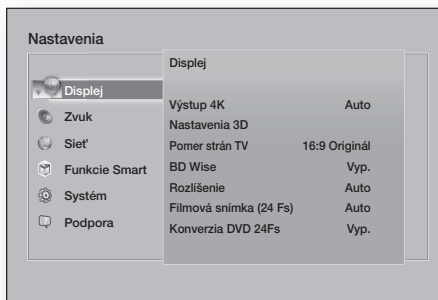 Nastavenia
Displej
Zvuk
Sieť
Funkcie Smart
Systém
Podpora
Displej
Výstup 4K Auto
Nastavenia 3D
Pomer strán TV 16:9 Originál
BD Wise Vyp.
Rozlíšenie Auto
Filmová snímka (24 Fs) Auto
Konverzia DVD 24Fs Vyp.